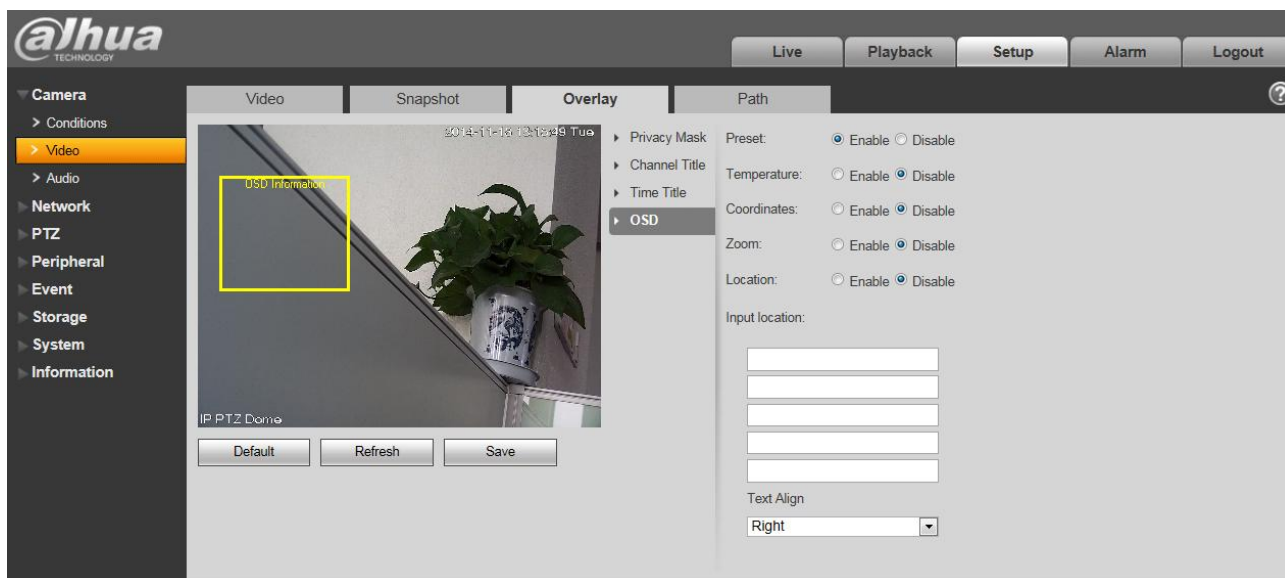 alhua
TECHNOLOGY
Live Playback Setup Alarm Logout
Camera
> Conditions
> Video
> Audio
Network
PTZ
Peripheral
Event
Storage
System
Information
Video Snapshot Overlay Path
Tue
OSD Information
IP PTZ Dome
Default Refresh Save
Privacy Mask
Channel Title
Time Title
OSD
Preset: Enable Disable
Temperature: Enable Disable
Coordinates: Enable Disable
Zoom: Enable Disable
Location: Enable Disable
Input location:
Text Align
Right
?